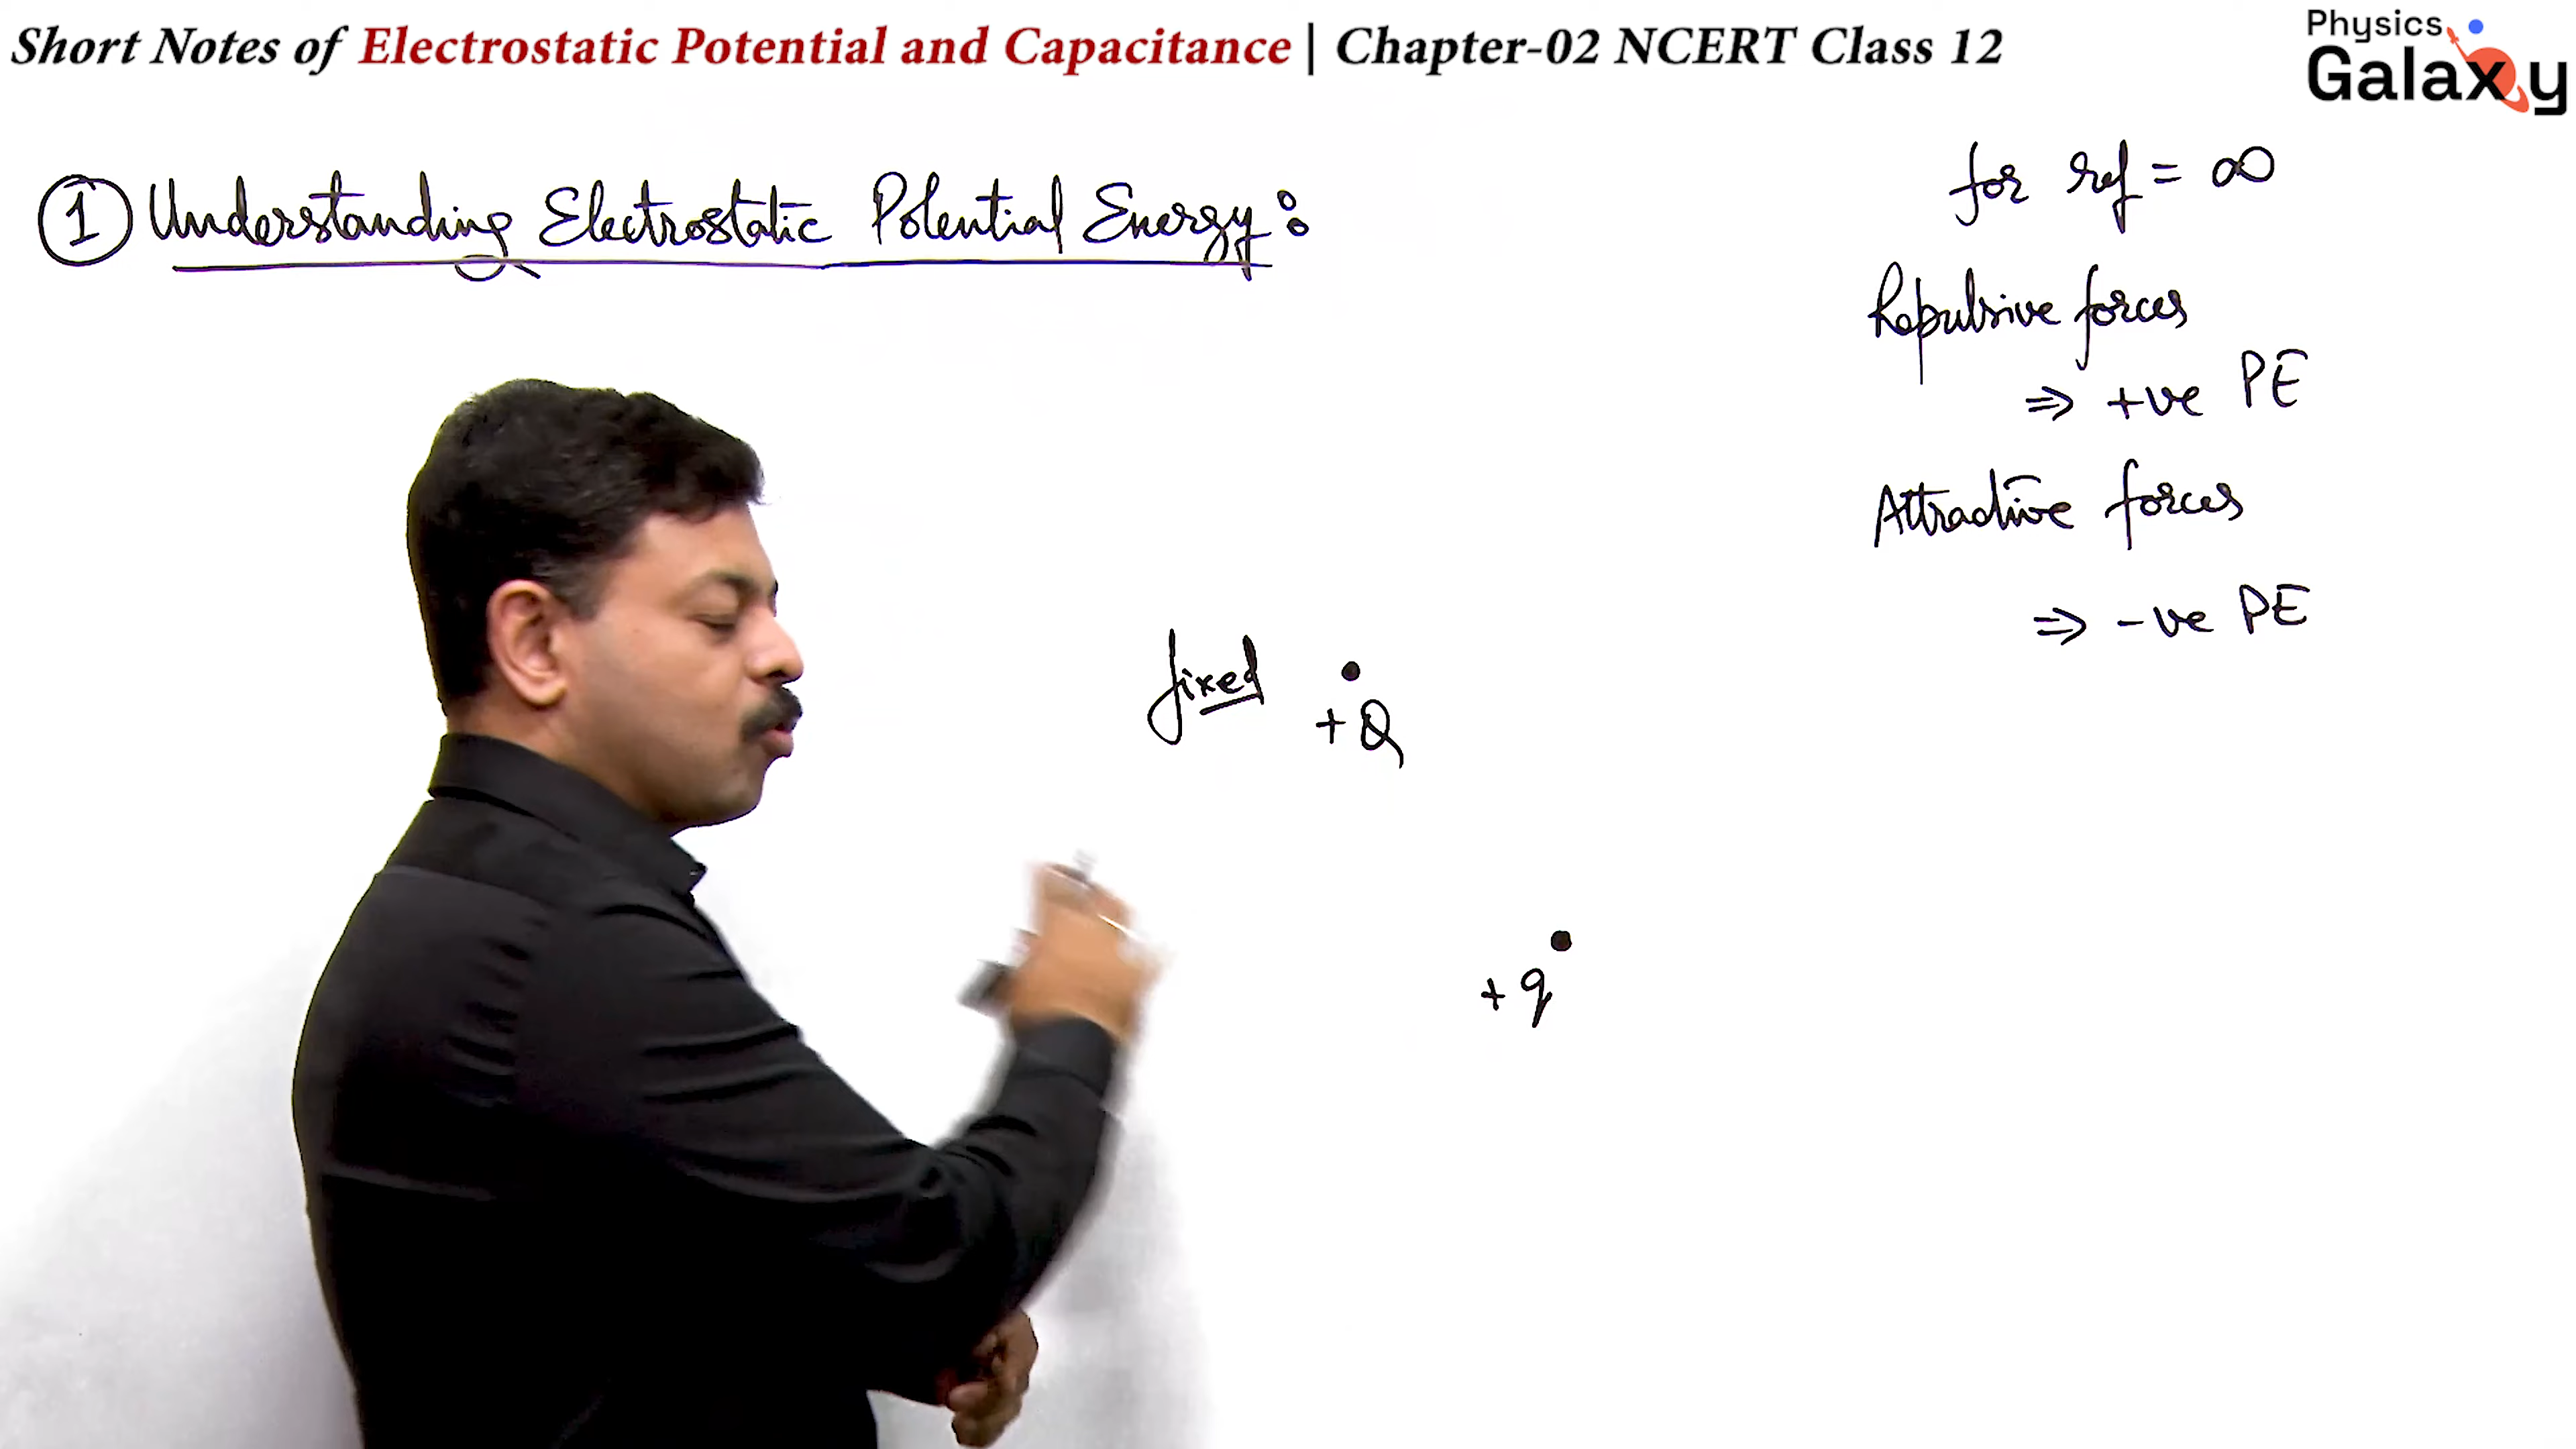 Short Notes of Electrostatic Potential and Capacitance | Chapter-02 NCERT Class 12
Physics Galaxy
1 Understanding Electrostatic Potential Energy:
for ref = ∞
Repulsive forces
⇒ +ve PE
Attractive forces
⇒ -ve PE
fixed
+Q
+q